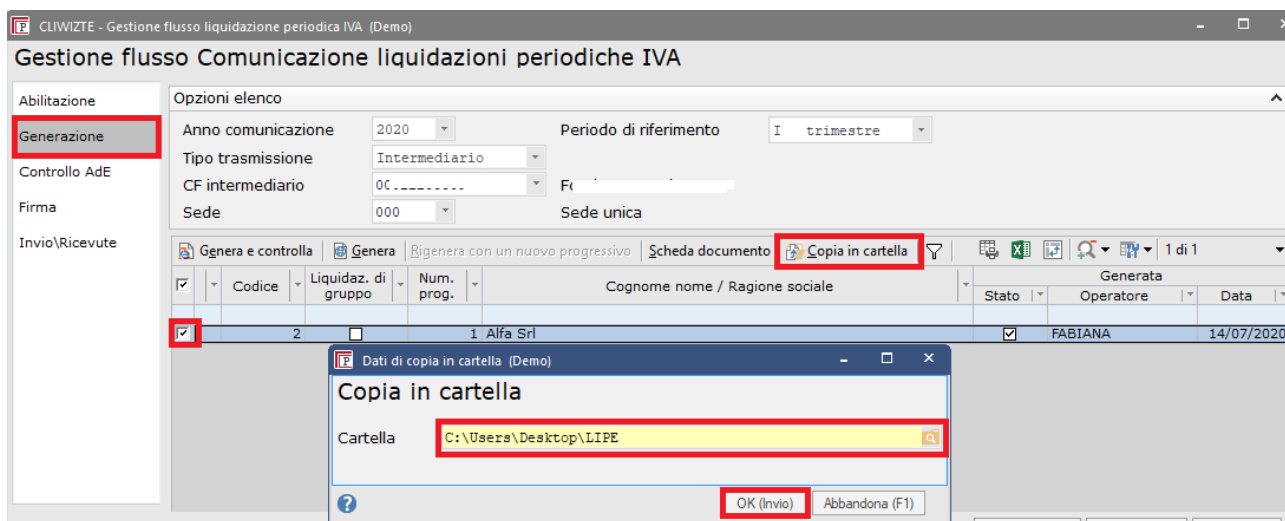 CLIWIZTE - Gestione flusso liquidazione periodica IVA (Demo)
Gestione flusso Comunicazione liquidazioni periodiche IVA
Abilitazione
Generazione
Controllo AdE
Firma
Invio\Ricevute
Opzioni elenco
Anno comunicazione 2020 Periodo di riferimento I trimestre
Tipo trasmissione Intermediario
CF intermediario
Sede 000 Sede unica
Genera e controlla Genera Rigenera con un nuovo progressivo Scheda documento Copia in cartella 1 di 1
Codice Liquidaz. di gruppo Num. prog. Cognome nome / Ragione sociale Generata
Stato Operatore Data
2 1 Alfa Srl FABIANA 14/07/2020
Dati di copia in cartella (Demo)
Copia in cartella
Cartella C:\Users\Desktop\LIPE
OK (Invio) Abbandona (F1)